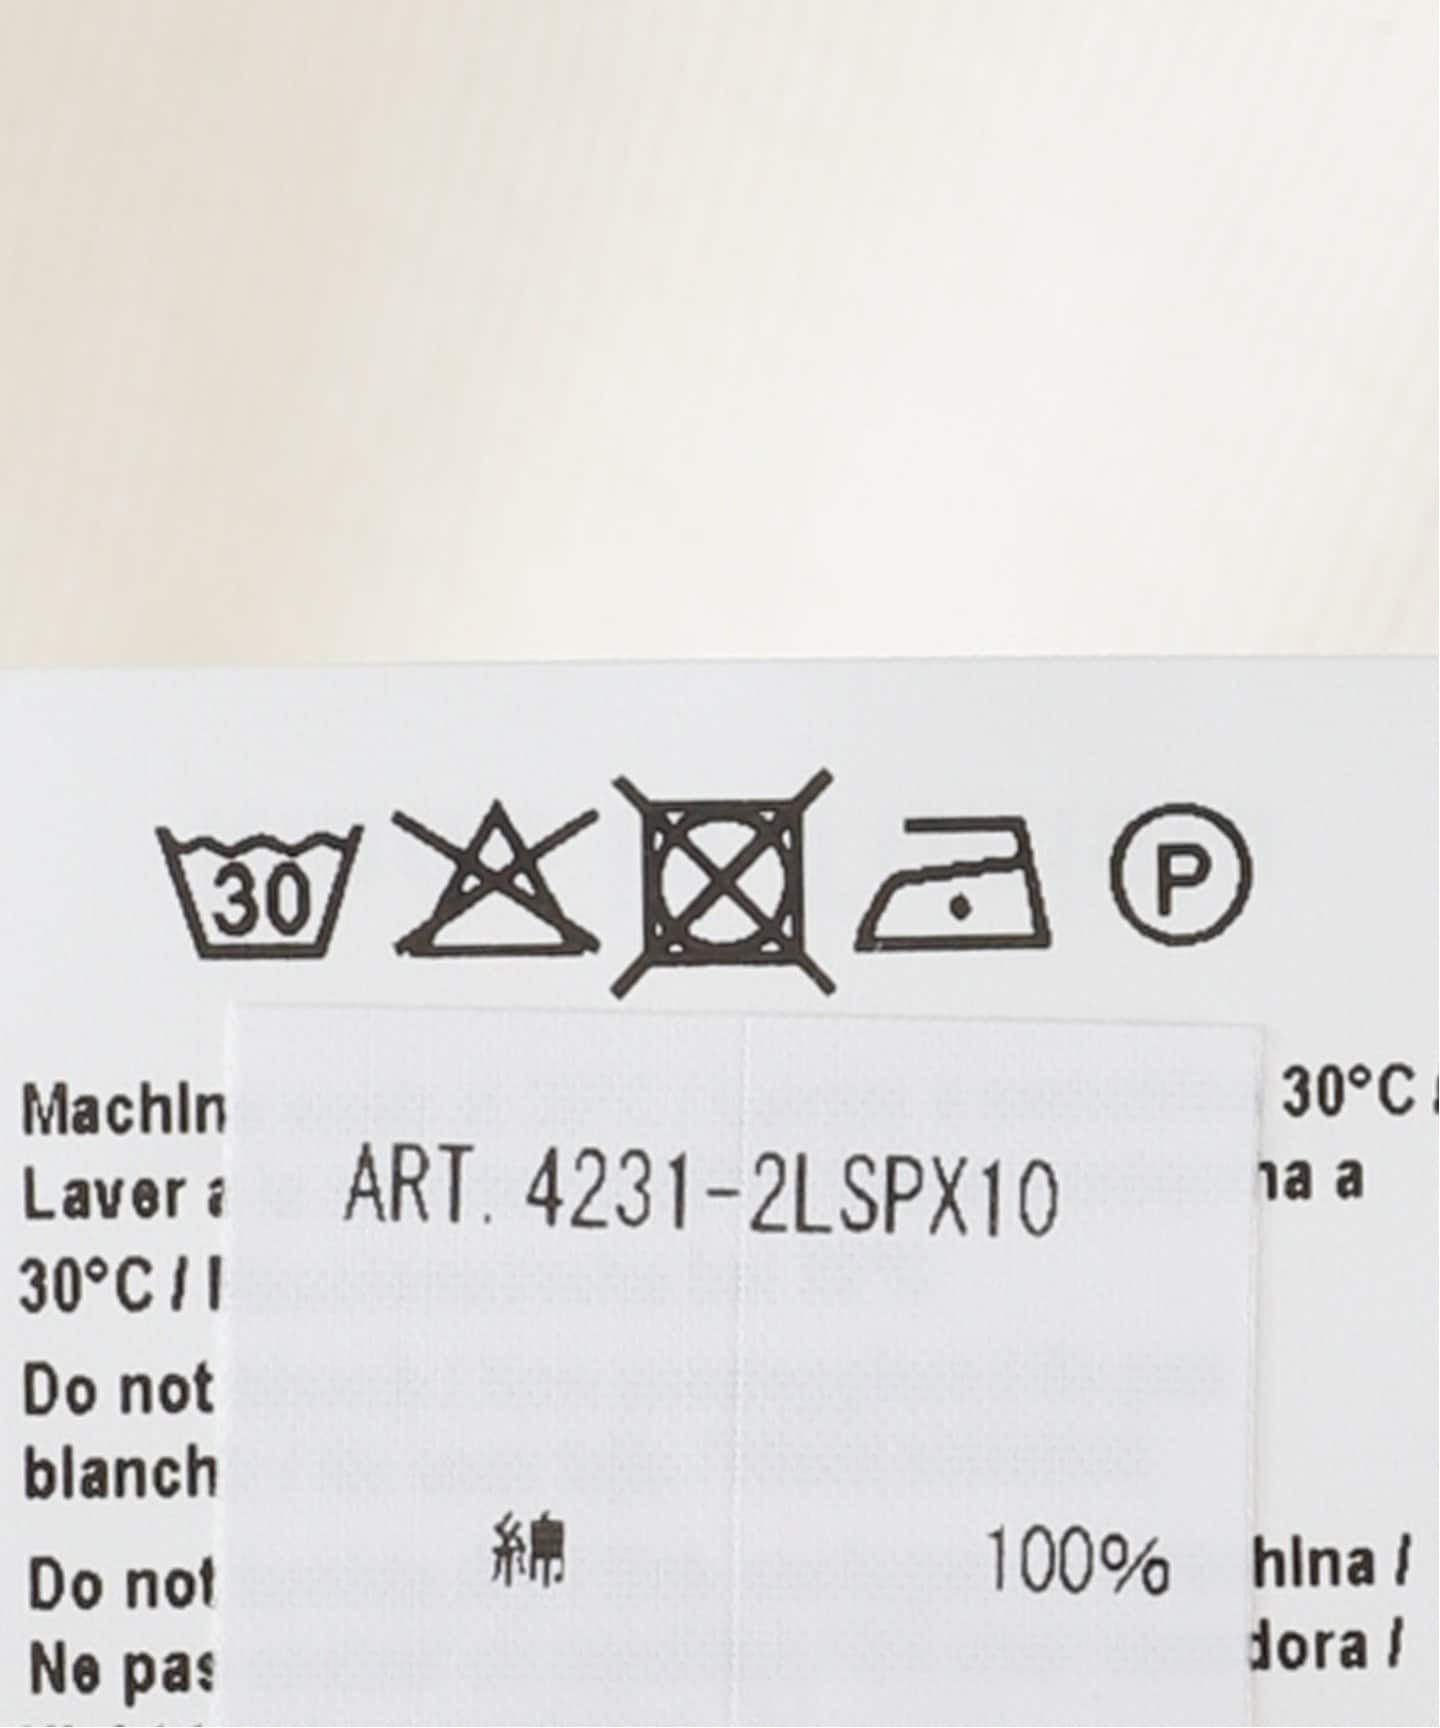 30
P
Machin
30°C /
Laver a
na a
30°C /
ART. 4231-2LSPX10
Do not
blanch
綿 100%
Do not
hina /
Ne pas
dora /